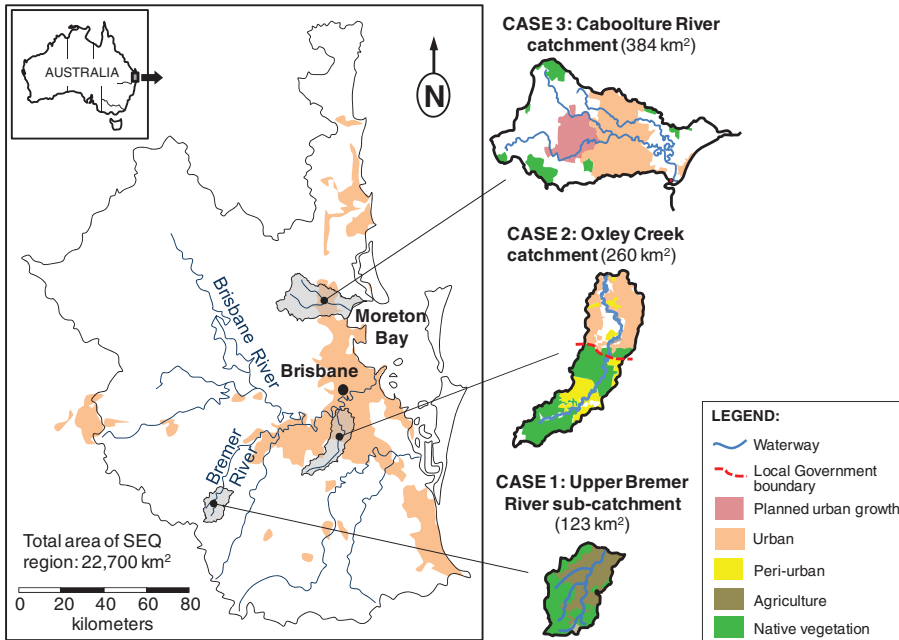 AUSTRALIA
N
Brisbane River
Moreton
Bay
Brisbane
Bremer
River
Total area of SEQ
region: 22,700 km²
0 20 40 60 80
kilometers
CASE 3: Caboolture River
catchment (384 km²)
CASE 2: Oxley Creek
catchment (260 km²)
CASE 1: Upper Bremer
River sub-catchment
(123 km²)
LEGEND:
Waterway
Local Government
boundary
Planned urban growth
Urban
Peri-urban
Agriculture
Native vegetation